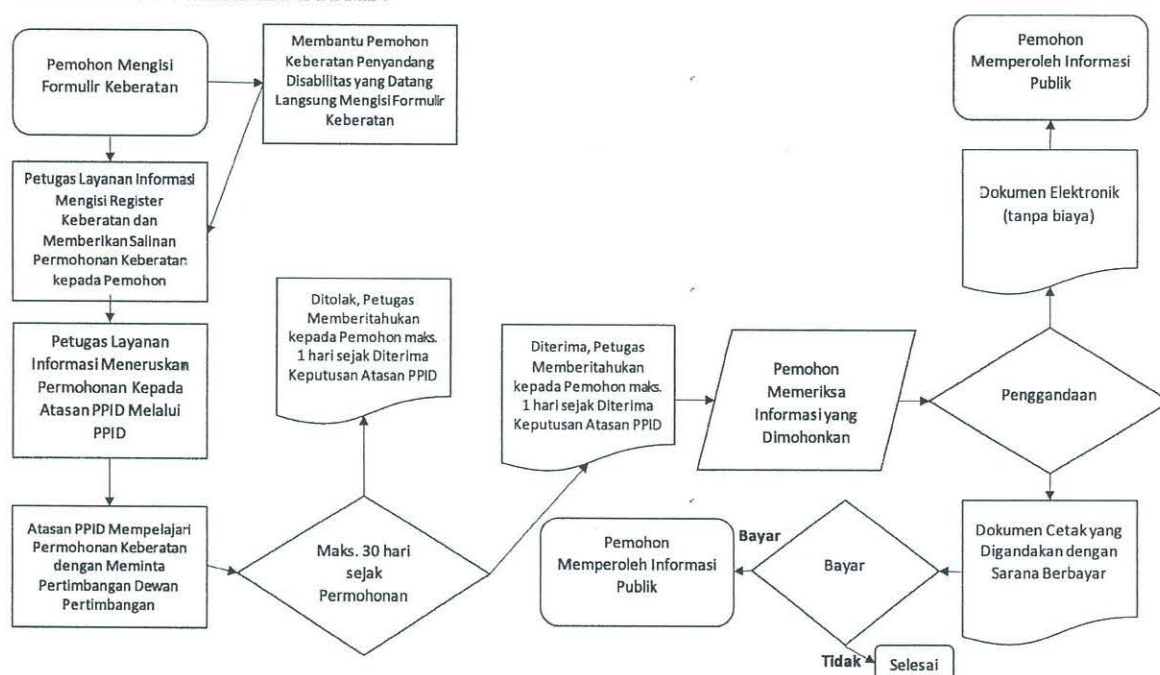 Pemohon Mengisi
Formulir Keberatan
Membantu Pemohon
Keberatan Penyandang
Disabilitas yang Datang
Langsung Mengisi Formulir
Keberatan
Petugas Layanan Informasi
Mengisi Register
Keberatan dan
Memberikan Salinan
Permohonan Keberatan
kepada Pemohon
Petugas Layanan
Informasi Meneruskan
Permohonan Kepada
Atasan PPID Melalui
PPID
Atasan PPID Mempelajari
Permohonan Keberatan
dengan Meminta
Pertimbangan Dewan
Pertimbangan
Maks. 30 hari
sejak
Permohonan
Ditolak, Petugas
Memberitahukan
kepada Pemohon maks.
1 hari sejak Diterima
Keputusan Atasan PPID
Diterima, Petugas
Memberitahukan
kepada Pemohon maks.
1 hari sejak Diterima
Keputusan Atasan PPID
Pemohon
Memeriksa
Informasi yang
Dimohonkan
Penggandaan
Dokumen Elektronik
(tanpa biaya)
Pemohon
Memperoleh Informasi
Publik
Dokumen Cetak yang
Digandakan dengan
Sarana Berbayar
Bayar
Bayar
Pemohon
Memperoleh Informasi
Publik
Tidak
Selesai